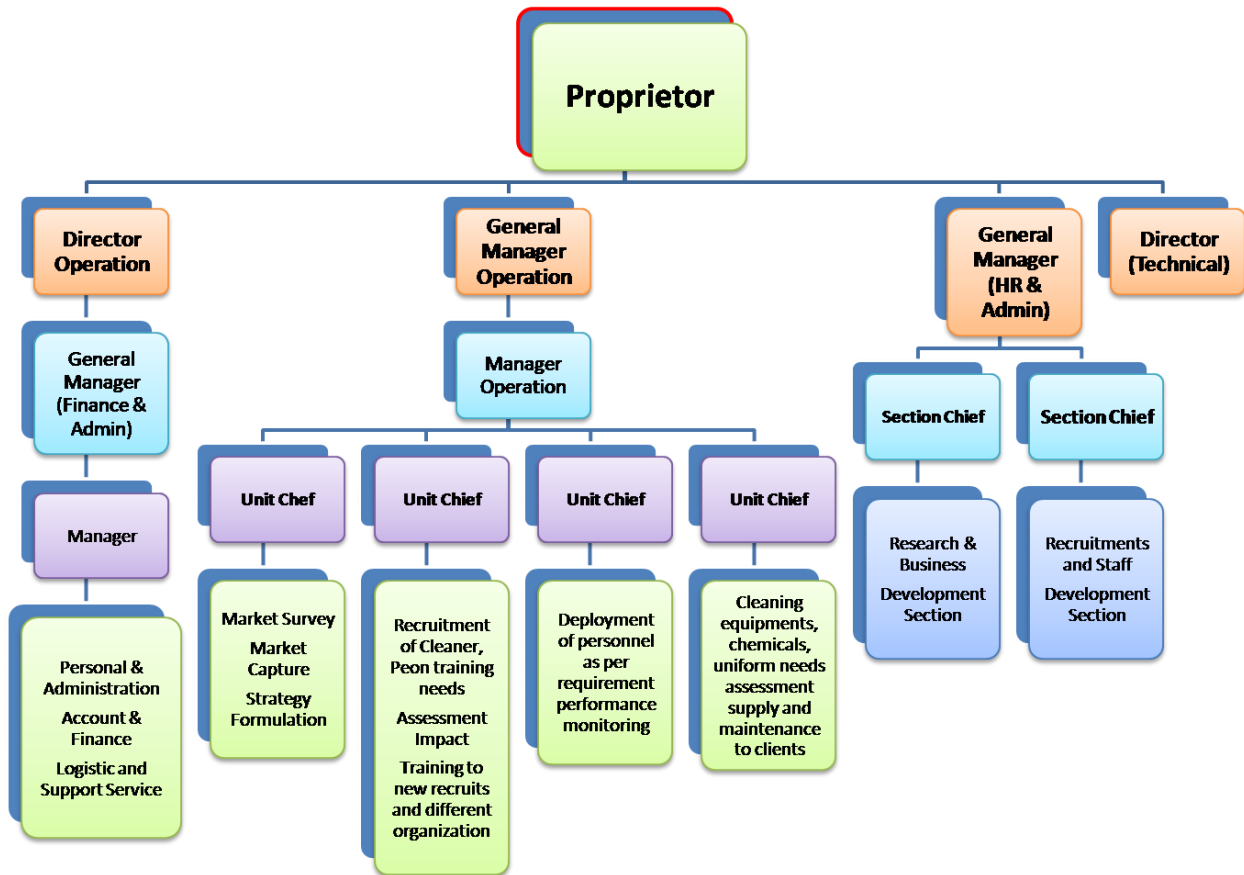 Proprietor
Director
Operation
General
Manager
Operation
General
Manager
(HR &
Admin)
Director
(Technical)
General
Manager
(Finance &
Admin)
Manager
Operation
Section Chief
Section Chief
Manager
Unit Chef
Unit Chief
Unit Chief
Unit Chief
Research &
Business
Development
Section
Recruitments
and Staff
Development
Section
Personal &
Administration
Account &
Finance
Logistic and
Support Service
Market Survey
Market
Capture
Strategy
Formulation
Recruitment
of Cleaner,
Peon training
needs
Assessment
Impact
Training to
new recruits
and different
organization
Deployment
of personnel
as per
requirement
performance
monitoring
Cleaning
equipments,
chemicals,
uniform needs
assessment
supply and
maintenance
to clients